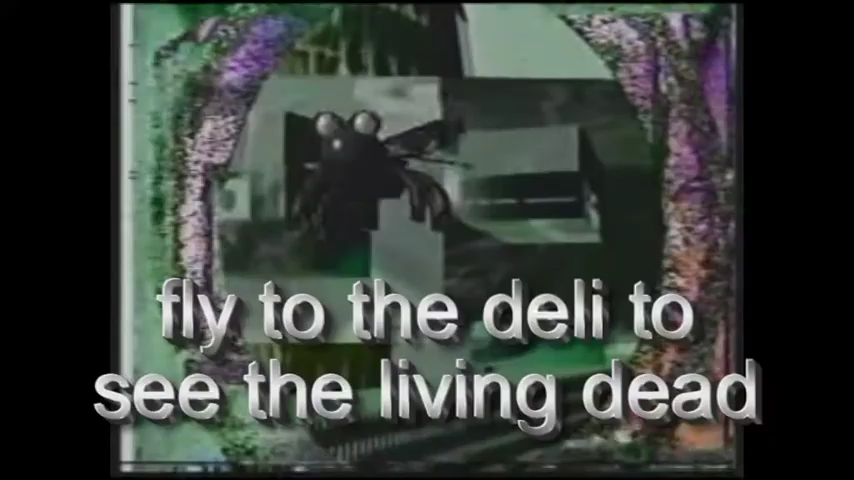 fly to the deli to
see the living dead